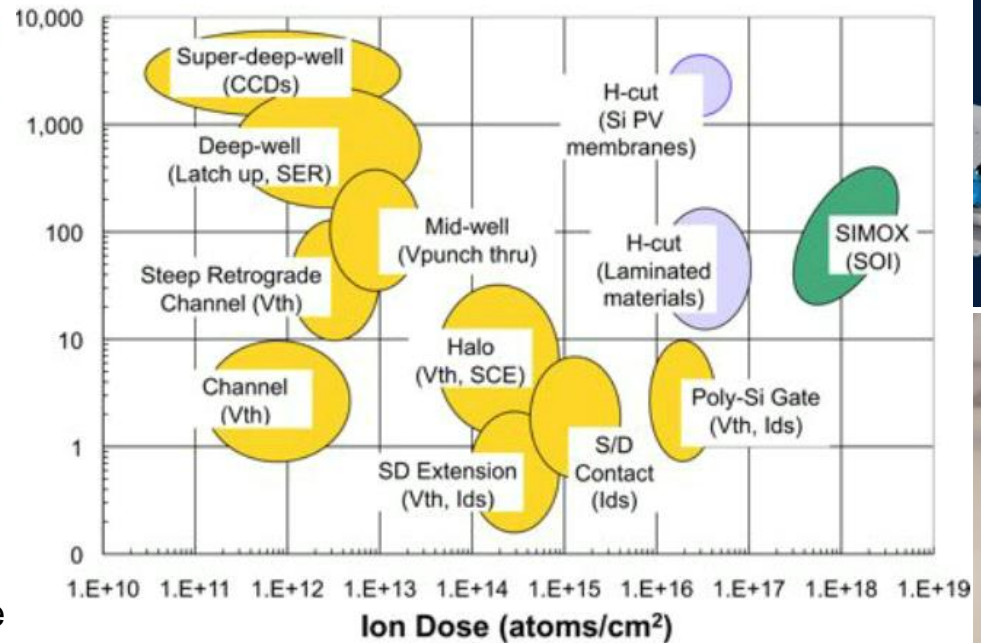 10,000
Super-deep-well
(CCDs)
H-cut
(Si PV
membranes)
1,000
Deep-well
(Latch up, SER)
100
Mid-well
(Vpunch thru)
H-cut
(Laminated
materials)
SIMOX
(SOI)
Steep Retrograde
Channel (Vth)
10
Halo
(Vth, SCE)
Channel
(Vth)
Poly-Si Gate
(Vth, Ids)
1
S/D
Contact
(Ids)
SD Extension
(Vth, Ids)
0
1.E+10 1.E+11 1.E+12 1.E+13 1.E+14 1.E+15 1.E+16 1.E+17 1.E+18 1.E+19
e
Ion Dose (atoms/cm²)